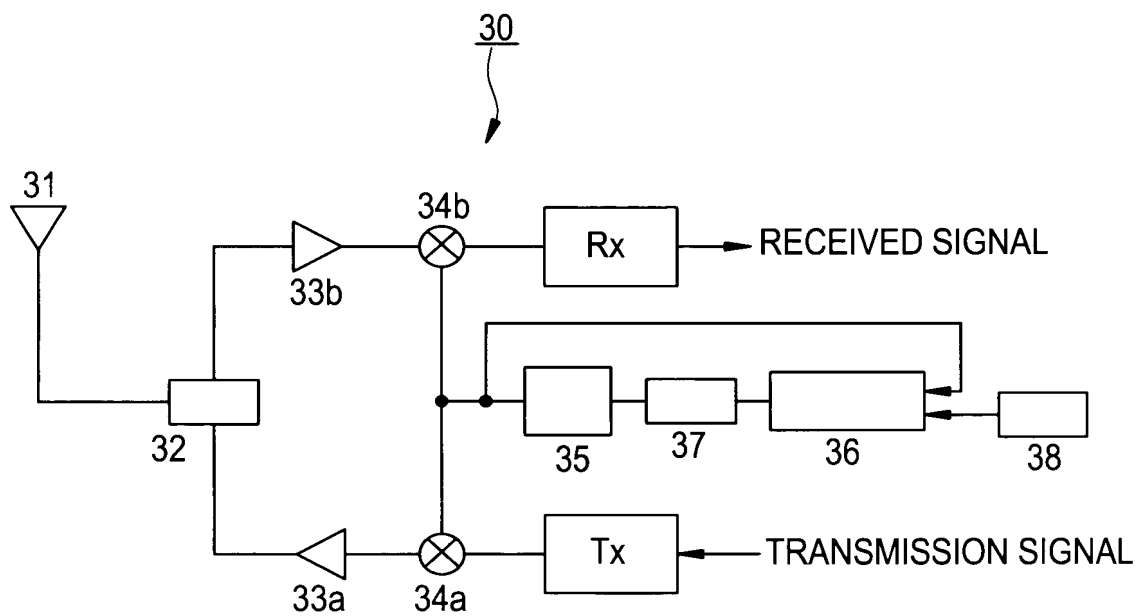 30
31
34b
Rx
RECEIVED SIGNAL
33b
32
35
37
36
38
33a
34a
Tx
TRANSMISSION SIGNAL